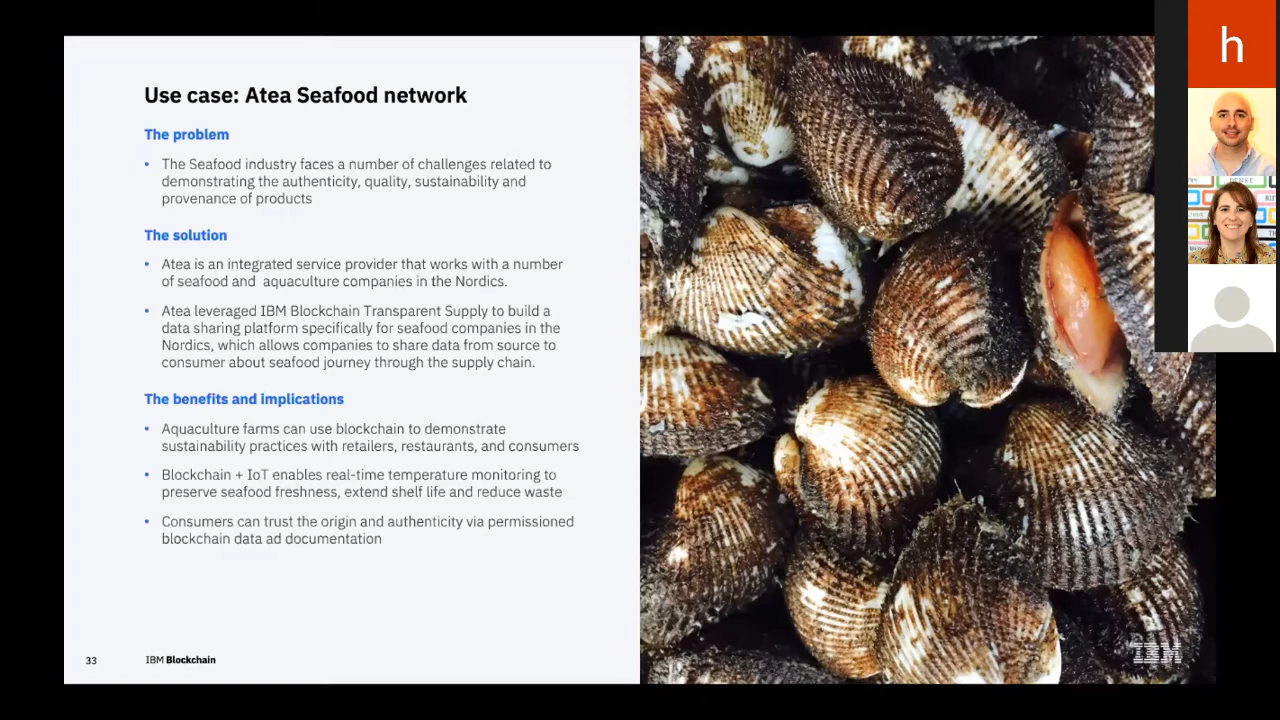 Use case: Atea Seafood network
The problem
• The Seafood industry faces a number of challenges related to
demonstrating the authenticity, quality, sustainability and
provenance of products
The solution
• Atea is an integrated service provider that works with a number
of seafood and  aquaculture companies in the Nordics.
• Atea leveraged IBM Blockchain Transparent Supply to build a
data sharing platform specifically for seafood companies in the
Nordics, which allows companies to share data from source to
consumer about seafood journey through the supply chain.
The benefits and implications
• Aquaculture farms can use blockchain to demonstrate
sustainability practices with retailers, restaurants, and consumers
• Blockchain + IoT enables real-time temperature monitoring to
preserve seafood freshness, extend shelf life and reduce waste
• Consumers can trust the origin and authenticity via permissioned
blockchain data ad documentation
33
IBM Blockchain
IBM
h